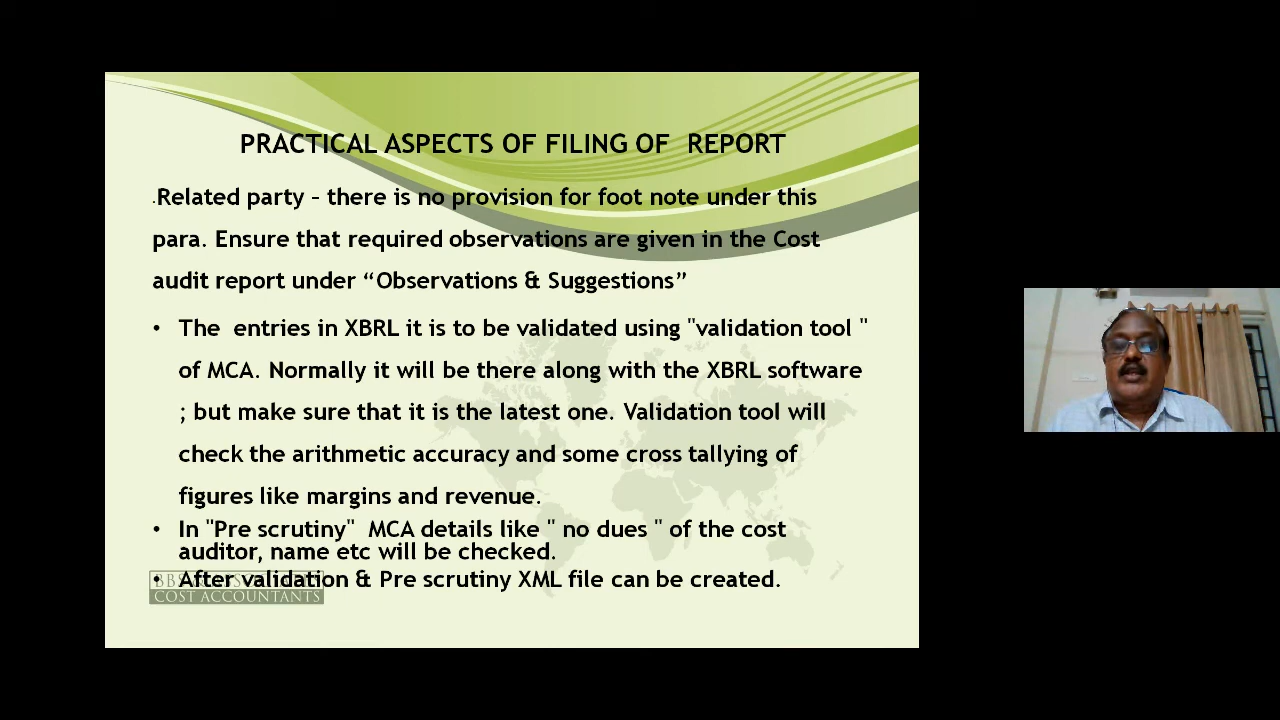 PRACTICAL ASPECTS OF FILING OF  REPORT
.Related party – there is no provision for foot note under this
para. Ensure that required observations are given in the Cost
audit report under “Observations & Suggestions”
• The  entries in XBRL it is to be validated using "validation tool "
of MCA. Normally it will be there along with the XBRL software
; but make sure that it is the latest one. Validation tool will
check the arithmetic accuracy and some cross tallying of
figures like margins and revenue.
• In "Pre scrutiny"  MCA details like " no dues " of the cost
auditor, name etc will be checked.
• After validation & Pre scrutiny XML file can be created.
COST ACCOUNTANTS